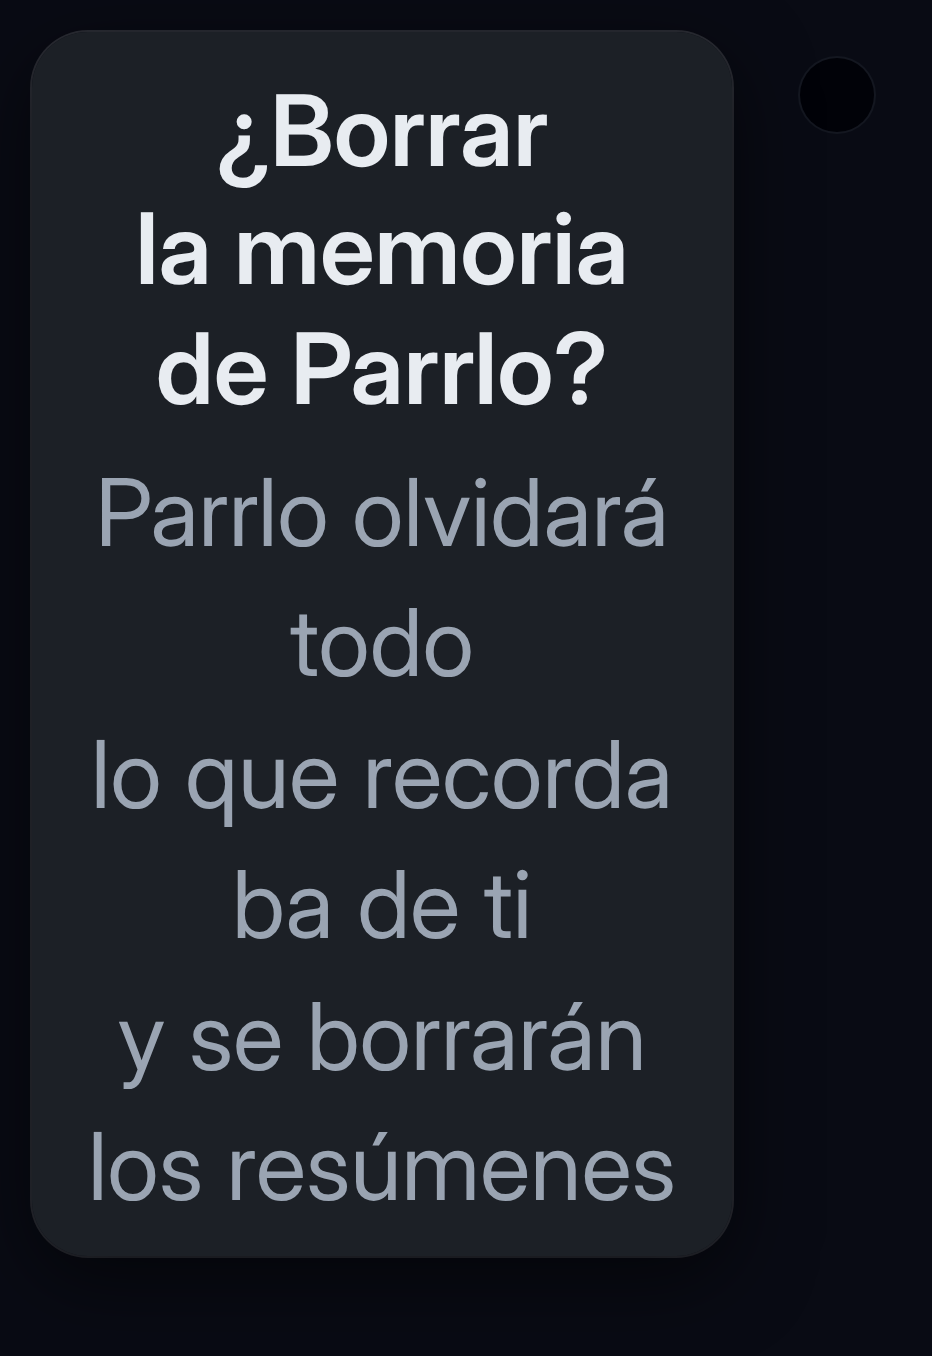 ¿Borrar
la memoria
de Parrlo?
Parrlo olvidará
todo
lo que recorda
ba de ti
y se borrarán
los resúmenes